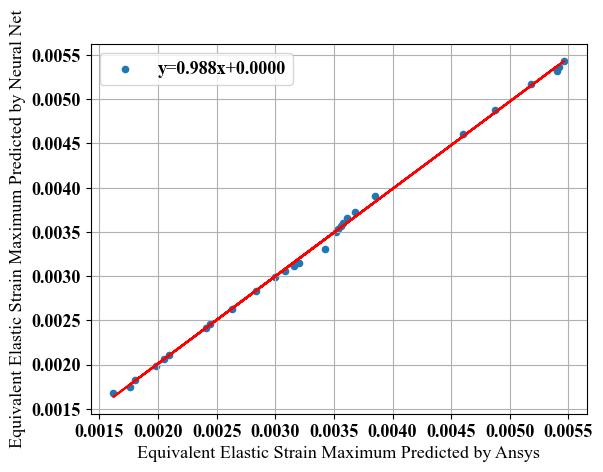 Equivalent Elastic Strain Maximum Predicted by Neural Net
0.0055
0.0050
0.0045
0.0040
0.0035
0.0030
0.0025
0.0020
0.0015
y=0.988x+0.0000
0.0015 0.0020 0.0025 0.0030 0.0035 0.0040 0.0045 0.0050 0.0055
Equivalent Elastic Strain Maximum Predicted by Ansys